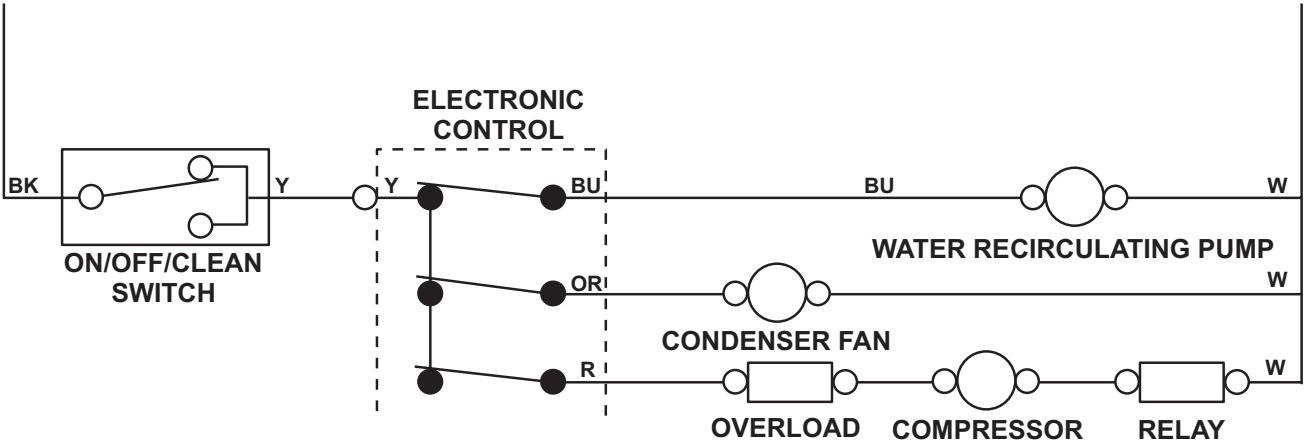 ELECTRONIC
CONTROL
BK
Y
Y
BU
BU
W
ON/OFF/CLEAN
SWITCH
WATER RECIRCULATING PUMP
OR
W
CONDENSER FAN
R
W
OVERLOAD
COMPRESSOR
RELAY